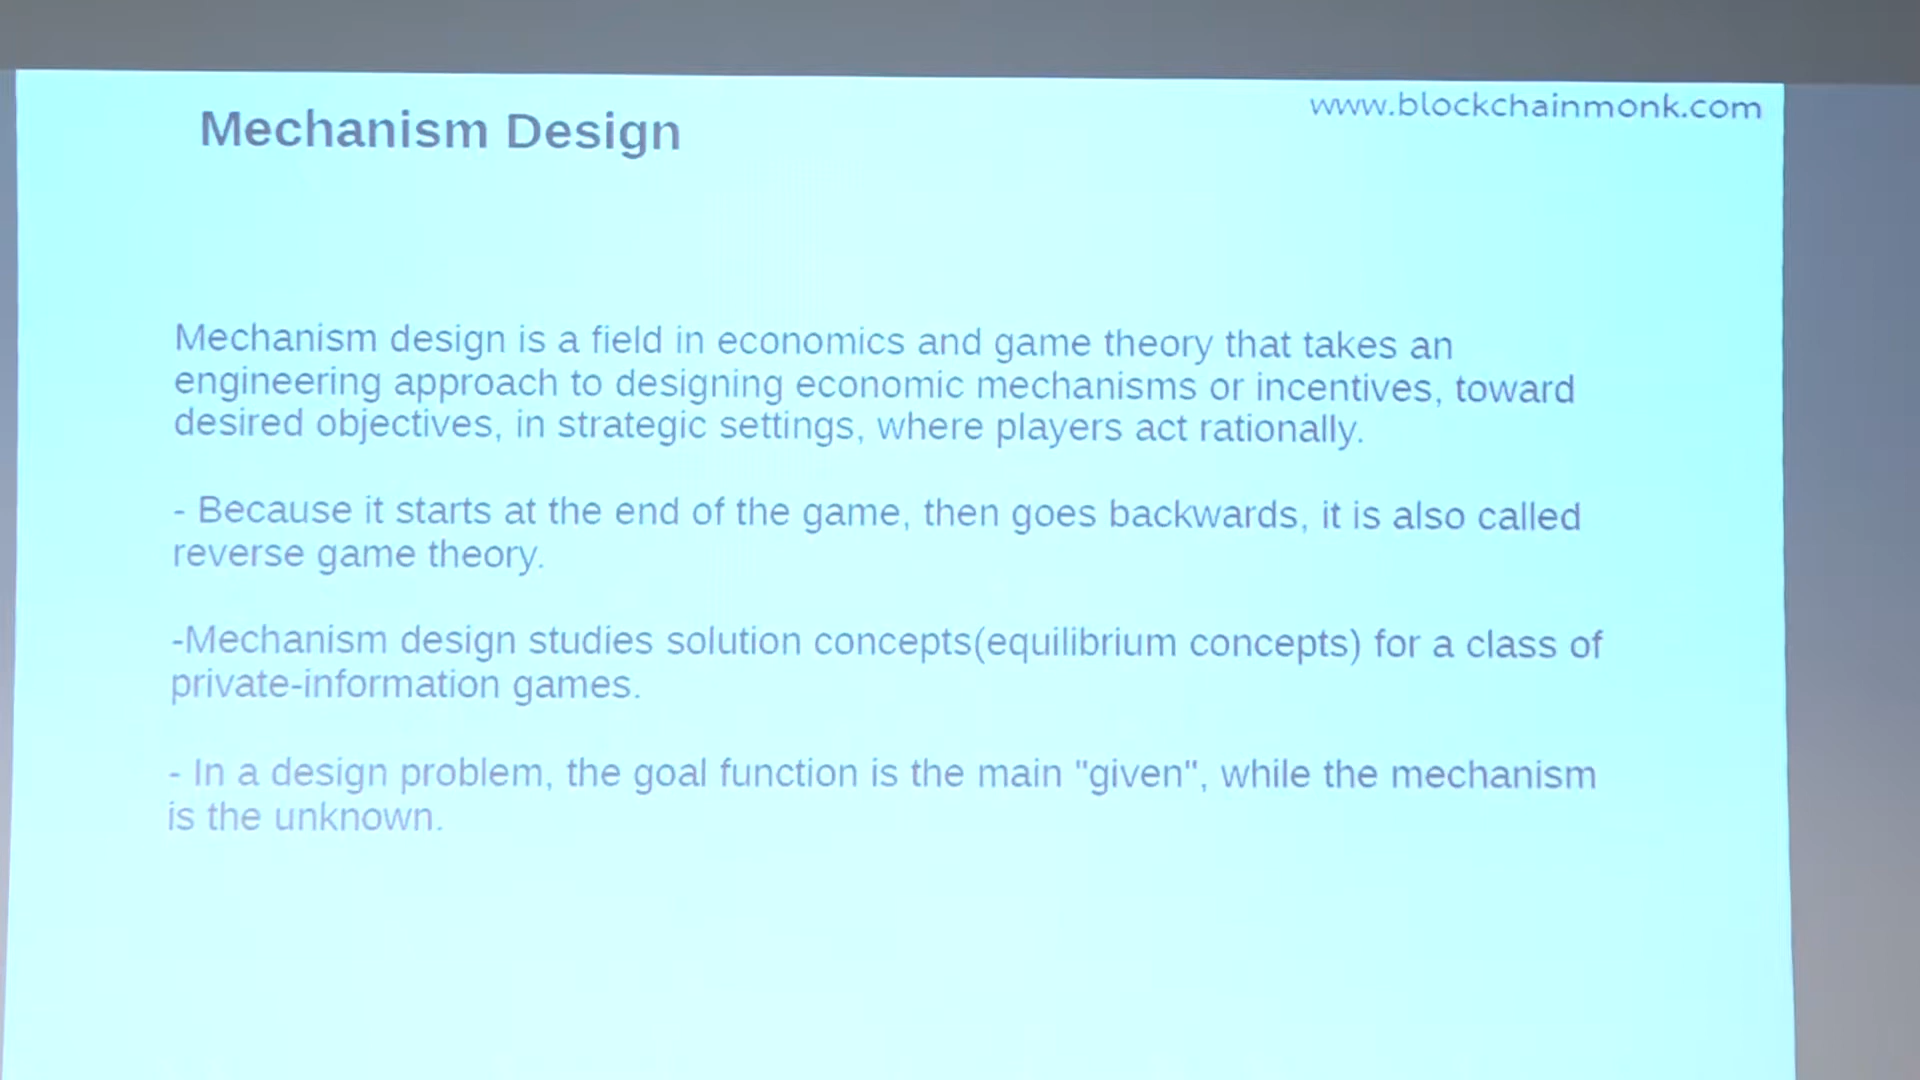 Mechanism Design
www.blockchainmonk.com
Mechanism design is a field in economics and game theory that takes an
engineering approach to designing economic mechanisms or incentives, toward
desired objectives, in strategic settings, where players act rationally.
- Because it starts at the end of the game, then goes backwards, it is also called
reverse game theory.
-Mechanism design studies solution concepts(equilibrium concepts) for a class of
private-information games.
- In a design problem, the goal function is the main "given", while the mechanism
is the unknown.